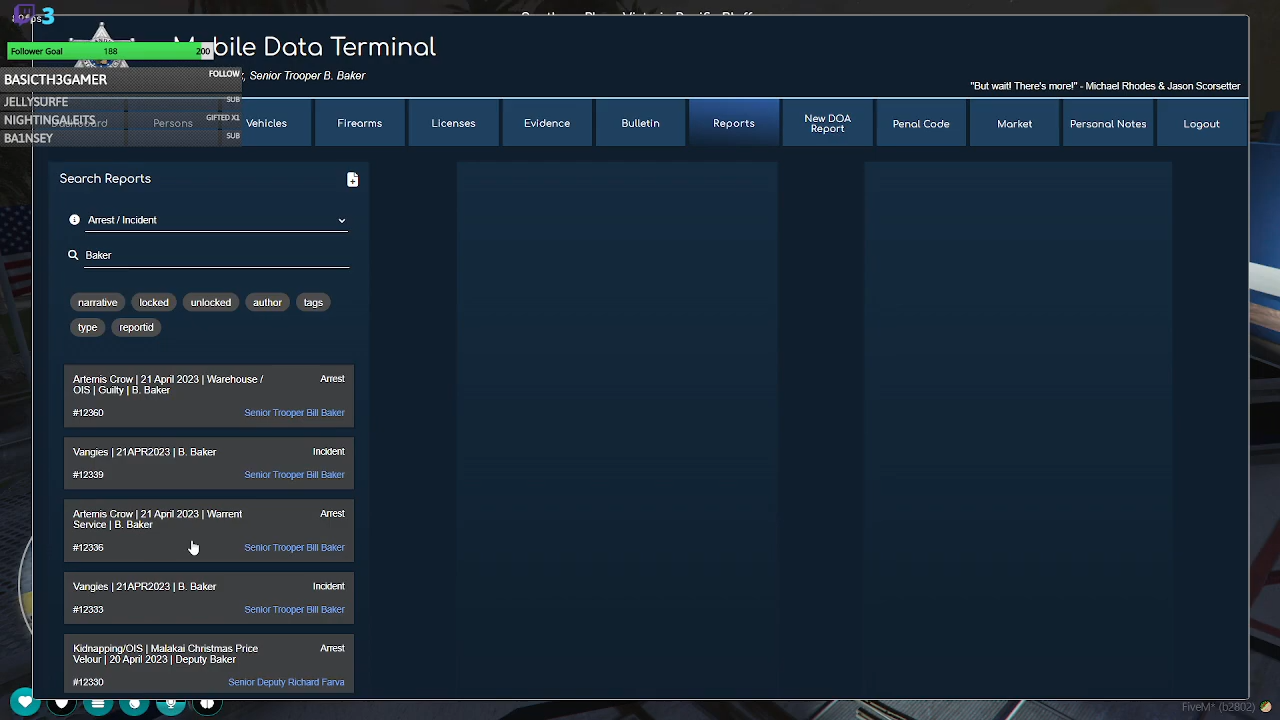 3
Mobile Data Terminal
Follower Goal 188 200
Senior Trooper B. Baker
BASICTH3GAMER FOLLOW
"But wait! There's more!" - Michael Rhodes & Jason Scorsetter
JELLYSURFE SUB
NIGHTINGALEITS GIFTED X1
BA1NSEY SUB
Persons
Vehicles
Firearms
Licenses
Evidence
Bulletin
Reports
New DOA
Report
Penal Code
Market
Personal Notes
Logout
Search Reports
Arrest / Incident
Baker
narrative locked unlocked author tags
type reportid
Artemis Crow | 21 April 2023 | Warehouse / Arrest
OIS | Guilty | B. Baker
#12360 Senior Trooper Bill Baker
Vangies | 21APR2023 | B. Baker Incident
#12339 Senior Trooper Bill Baker
Artemis Crow | 21 April 2023 | Warrent Arrest
Service | B. Baker
#12336 Senior Trooper Bill Baker
Vangies | 21APR2023 | B. Baker Incident
#12333 Senior Trooper Bill Baker
Kidnapping/OIS | Malakai Christmas Price Arrest
Velour | 20 April 2023 | Deputy Baker
#12330 Senior Deputy Richard Farva
FiveM* (b2802)